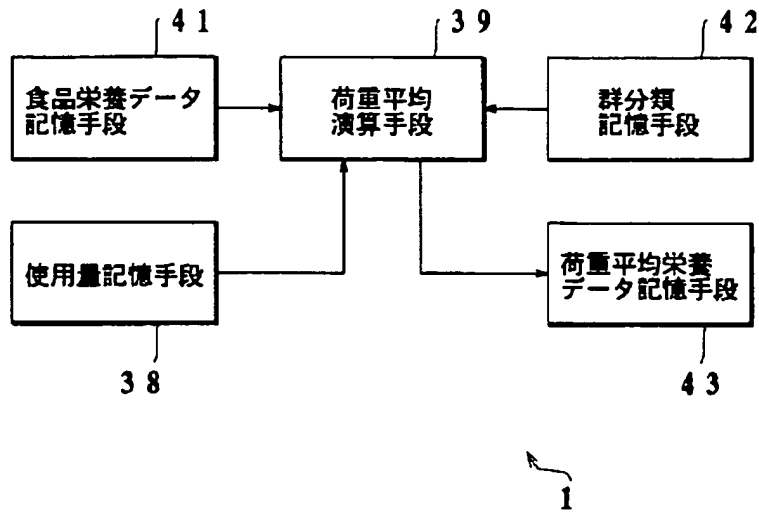 41
39
42
食品栄養データ
記憶手段
荷重平均
演算手段
群分類
記憶手段
使用量記憶手段
荷重平均栄養
データ記憶手段
38
43
1